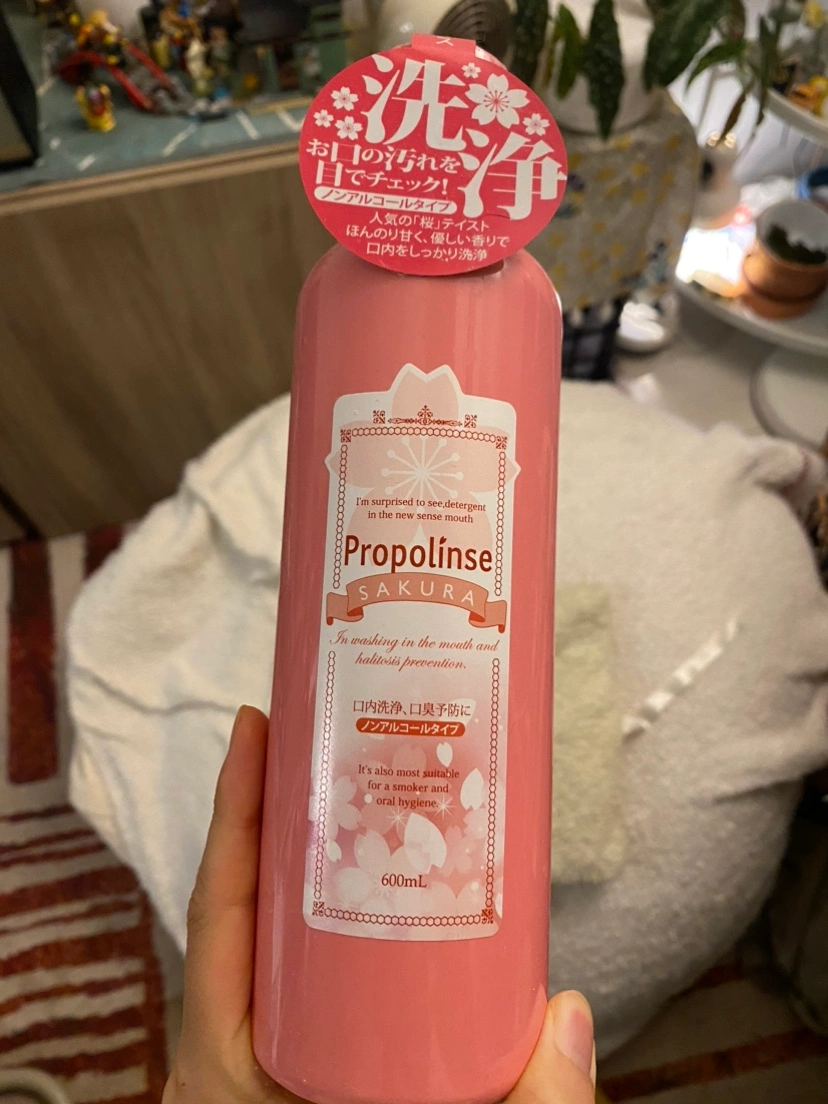 ス
洗浄
お口の汚れを
目でチェック!
ノンアルコールタイプ
人気の「桜」テイスト
ほんのり甘く、優しい香りで
口内をしっかり洗浄
I'm surprised to see,detergent
in the new sense mouth
Propolinse
SAKURA
In washing in the mouth and
halitosis prevention.
口内洗浄、口臭予防に
ノンアルコールタイプ
It's also most suitable
for a smoker and
oral hygiene.
600mL